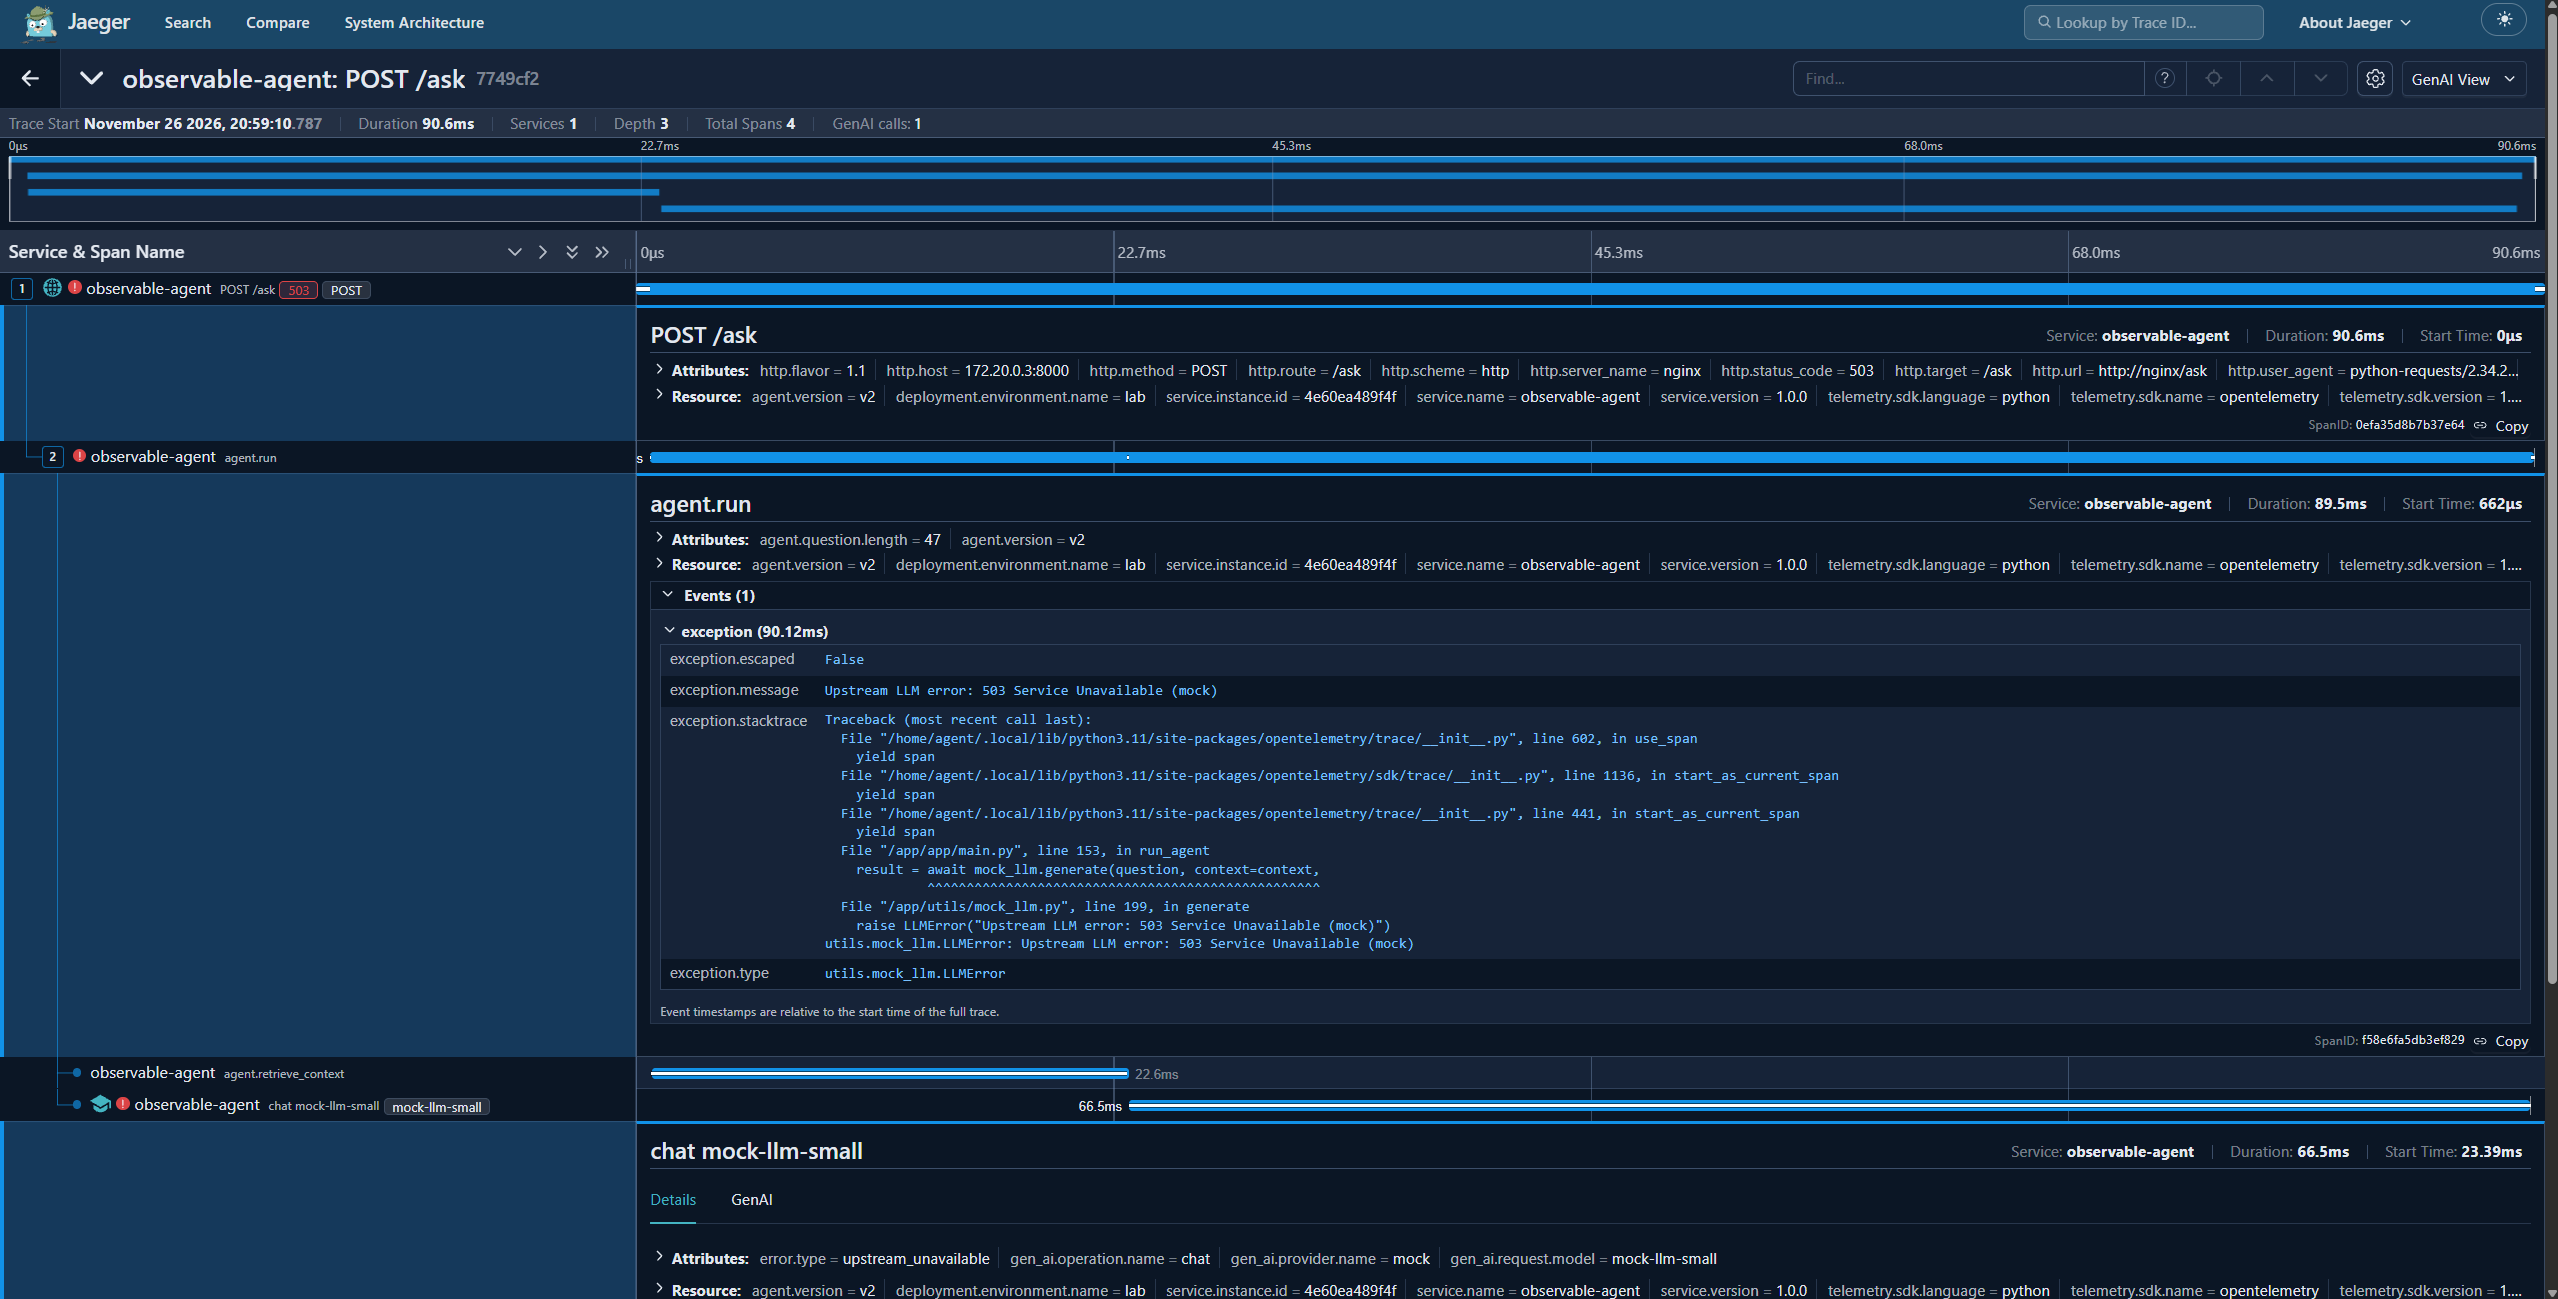 Jaeger Search Compare System Architecture Lookup by Trace ID... About Jaeger
observable-agent: POST /ask 7749cf2 Find... ? GenAI View
Trace Start November 26 2026, 20:59:10.787 Duration 90.6ms Services 1 Depth 3 Total Spans 4 GenAI calls: 1
0μs 22.7ms 45.3ms 68.0ms 90.6ms
Service & Span Name 0μs 22.7ms 45.3ms 68.0ms 90.6ms
1 observable-agent POST /ask 503 POST
POST /ask Service: observable-agent Duration: 90.6ms Start Time: 0μs
Attributes: http.flavor = 1.1 http.host = 172.20.0.3:8000 http.method = POST http.route = /ask http.scheme = http http.server_name = nginx http.status_code = 503 http.target = /ask http.url = http://nginx/ask http.user_agent = python-requests/2.34.2...
Resource: agent.version = v2 deployment.environment.name = lab service.instance.id = 4e60ea489f4f service.name = observable-agent service.version = 1.0.0 telemetry.sdk.language = python telemetry.sdk.name = opentelemetry telemetry.sdk.version = 1....
SpanID: 0efa35d8b7b37e64 Copy
2 observable-agent agent.run s
agent.run Service: observable-agent Duration: 89.5ms Start Time: 662μs
Attributes: agent.question.length = 47 agent.version = v2
Resource: agent.version = v2 deployment.environment.name = lab service.instance.id = 4e60ea489f4f service.name = observable-agent service.version = 1.0.0 telemetry.sdk.language = python telemetry.sdk.name = opentelemetry telemetry.sdk.version = 1....
Events (1)
exception (90.12ms)
exception.escaped False
exception.message Upstream LLM error: 503 Service Unavailable (mock)
exception.stacktrace Traceback (most recent call last):
File "/home/agent/.local/lib/python3.11/site-packages/opentelemetry/trace/__init__.py", line 602, in use_span
yield span
File "/home/agent/.local/lib/python3.11/site-packages/opentelemetry/sdk/trace/__init__.py", line 1136, in start_as_current_span
yield span
File "/home/agent/.local/lib/python3.11/site-packages/opentelemetry/trace/__init__.py", line 441, in start_as_current_span
yield span
File "/app/app/main.py", line 153, in run_agent
result = await mock_llm.generate(question, context=context,
^^^^^^^^^^^^^^^^^^^^^^^^^^^^^^^^^^^^^^^^^^^^^^^^^^
File "/app/utils/mock_llm.py", line 199, in generate
raise LLMError("Upstream LLM error: 503 Service Unavailable (mock)")
utils.mock_llm.LLMError: Upstream LLM error: 503 Service Unavailable (mock)
exception.type utils.mock_llm.LLMError
Event timestamps are relative to the start time of the full trace.
SpanID: f58e6fa5db3ef829 Copy
observable-agent agent.retrieve_context 22.6ms
observable-agent chat mock-llm-small mock-llm-small 66.5ms
chat mock-llm-small Service: observable-agent Duration: 66.5ms Start Time: 23.39ms
Details GenAI
Attributes: error.type = upstream_unavailable gen_ai.operation.name = chat gen_ai.provider.name = mock gen_ai.request.model = mock-llm-small
Resource: agent.version = v2 deployment.environment.name = lab service.instance.id = 4e60ea489f4f service.name = observable-agent service.version = 1.0.0 telemetry.sdk.language = python telemetry.sdk.name = opentelemetry telemetry.sdk.version = 1....